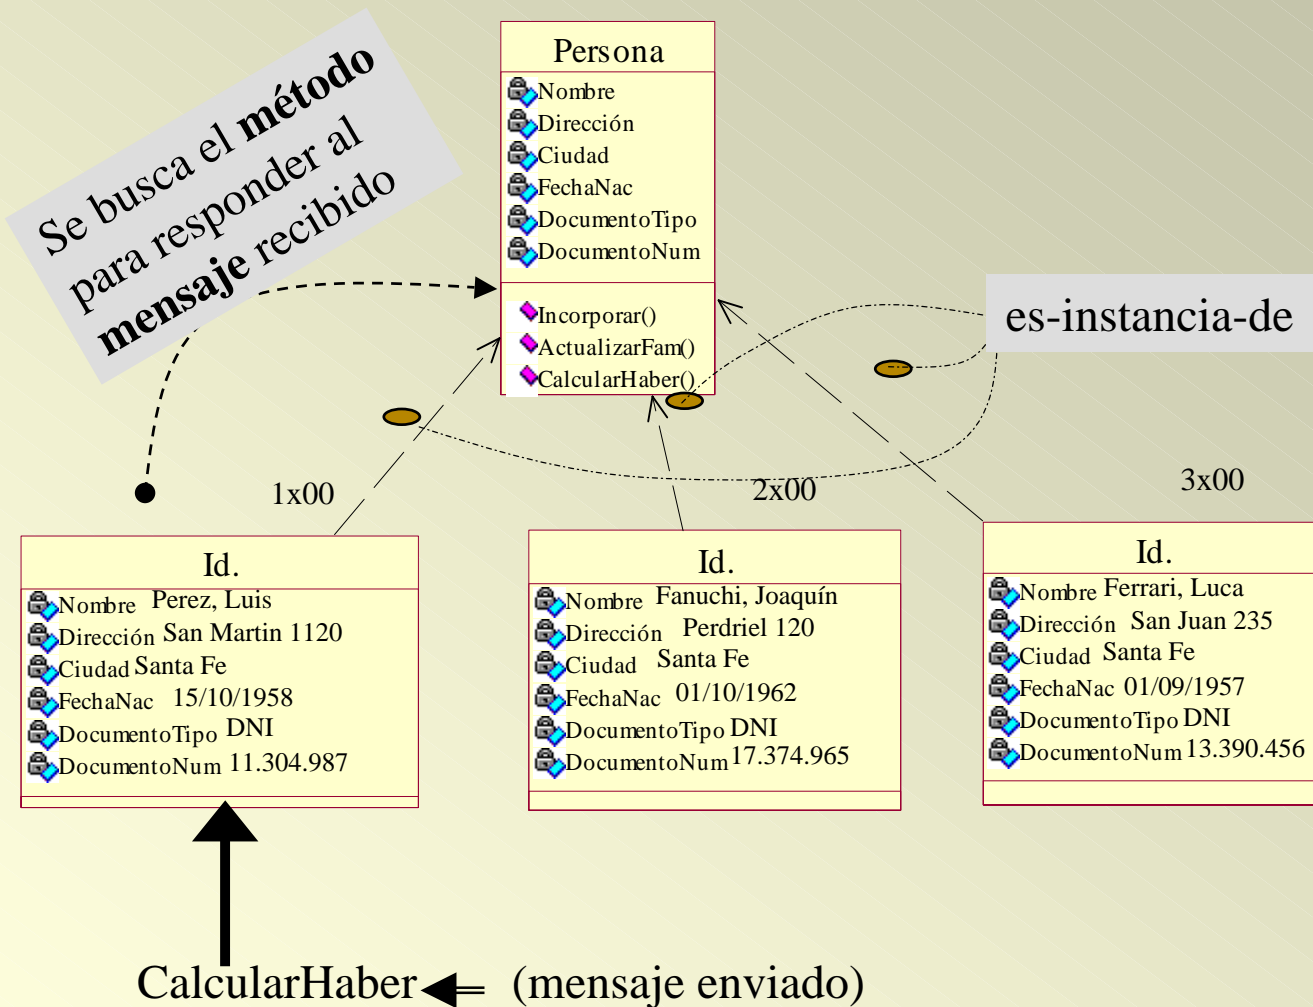 Persona
Nombre
Dirección
Ciudad
FechaNac
DocumentoTipo
DocumentoNum
Incorporar()
ActualizarFam()
CalcularHaber()
Se busca el método
para responder al
mensaje recibido
es-instancia-de
1x00
2x00
3x00
Id.
Nombre Perez, Luis
Dirección San Martin 1120
Ciudad Santa Fe
FechaNac 15/10/1958
DocumentoTipo DNI
DocumentoNum 11.304.987
Id.
Nombre Fanuchi, Joaquín
Dirección Perdriel 120
Ciudad Santa Fe
FechaNac 01/10/1962
DocumentoTipo DNI
DocumentoNum 17.374.965
Id.
Nombre Ferrari, Luca
Dirección San Juan 235
Ciudad Santa Fe
FechaNac 01/09/1957
DocumentoTipo DNI
DocumentoNum 13.390.456
CalcularHaber (mensaje enviado)